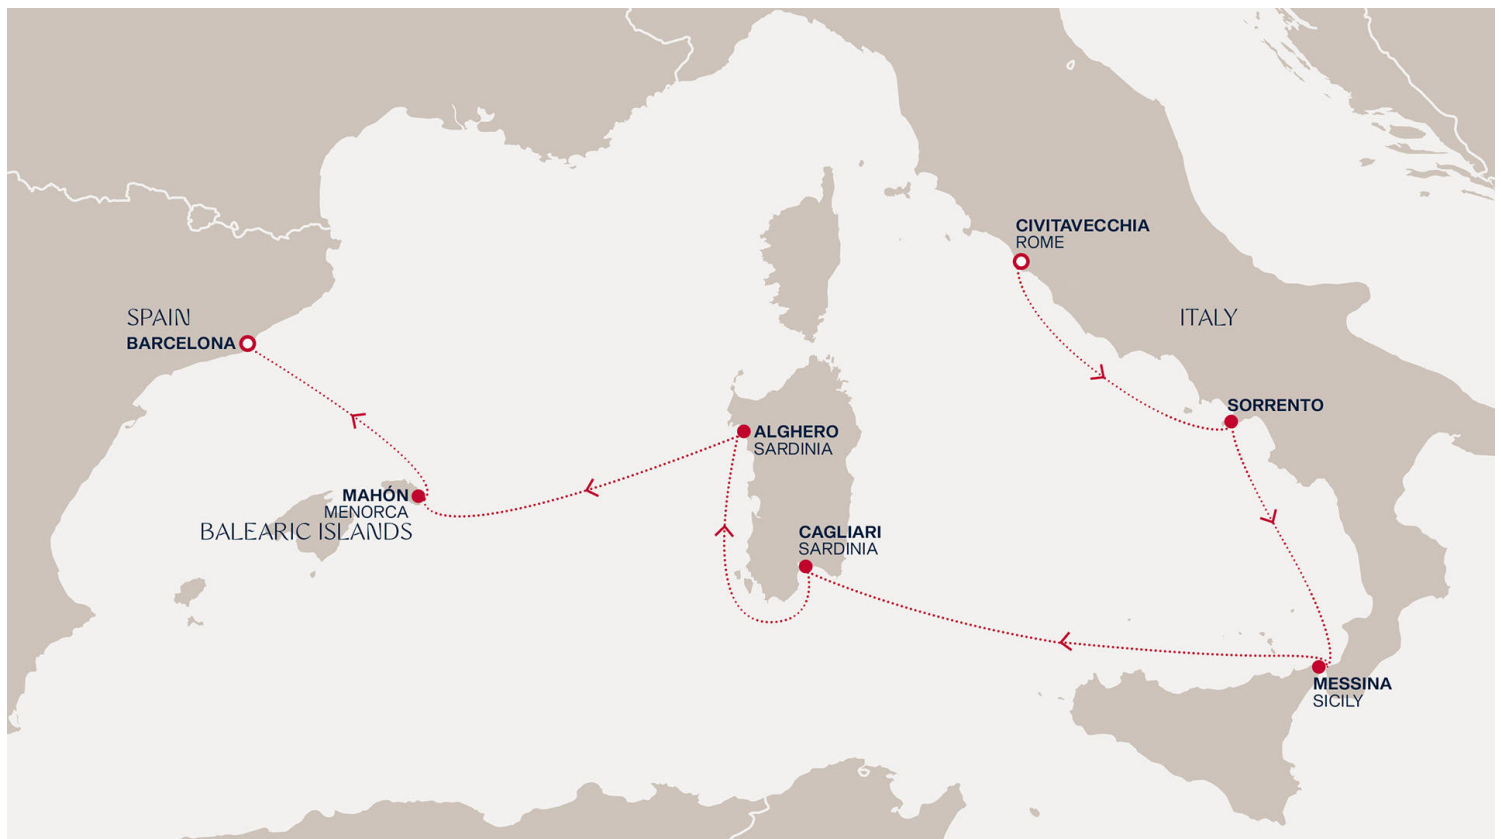 CIVITAVECCHIA
ROME
SPAIN
BARCELONA
ITALY
SORRENTO
ALGHERO
SARDINIA
MAHÓN
MENORCA
BALEARIC ISLANDS
CAGLIARI
SARDINIA
MESSINA
SICILY